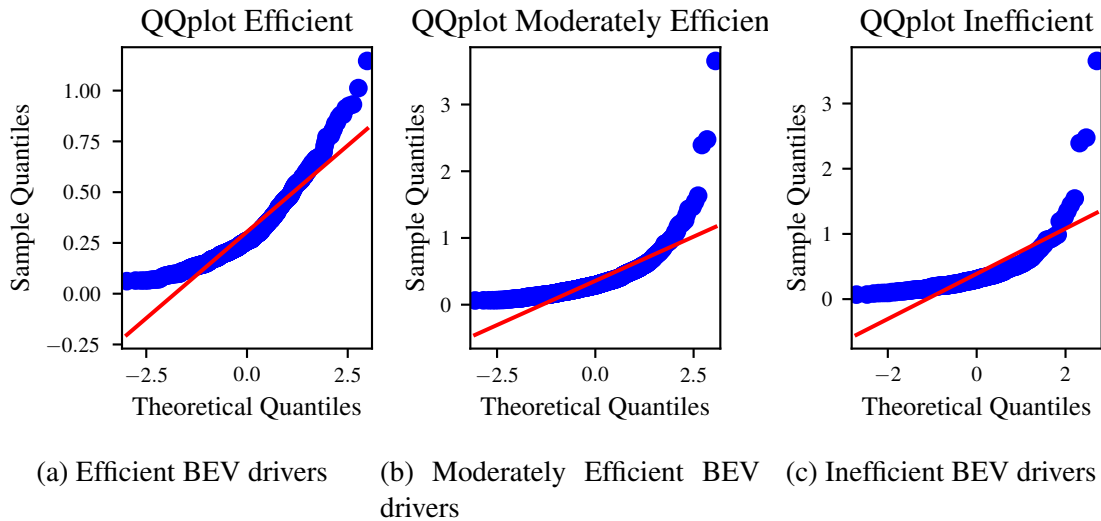 QQplot Efficient
Sample Quantiles
1.00
0.75
0.50
0.25
0.00
−0.25
−2.5 0.0 2.5
Theoretical Quantiles
(a) Efficient BEV drivers
QQplot Moderately Efficien
Sample Quantiles
3
2
1
0
−2.5 0.0 2.5
Theoretical Quantiles
(b) Moderately Efficient BEV
drivers
QQplot Inefficient
Sample Quantiles
3
2
1
0
−2 0 2
Theoretical Quantiles
(c) Inefficient BEV drivers